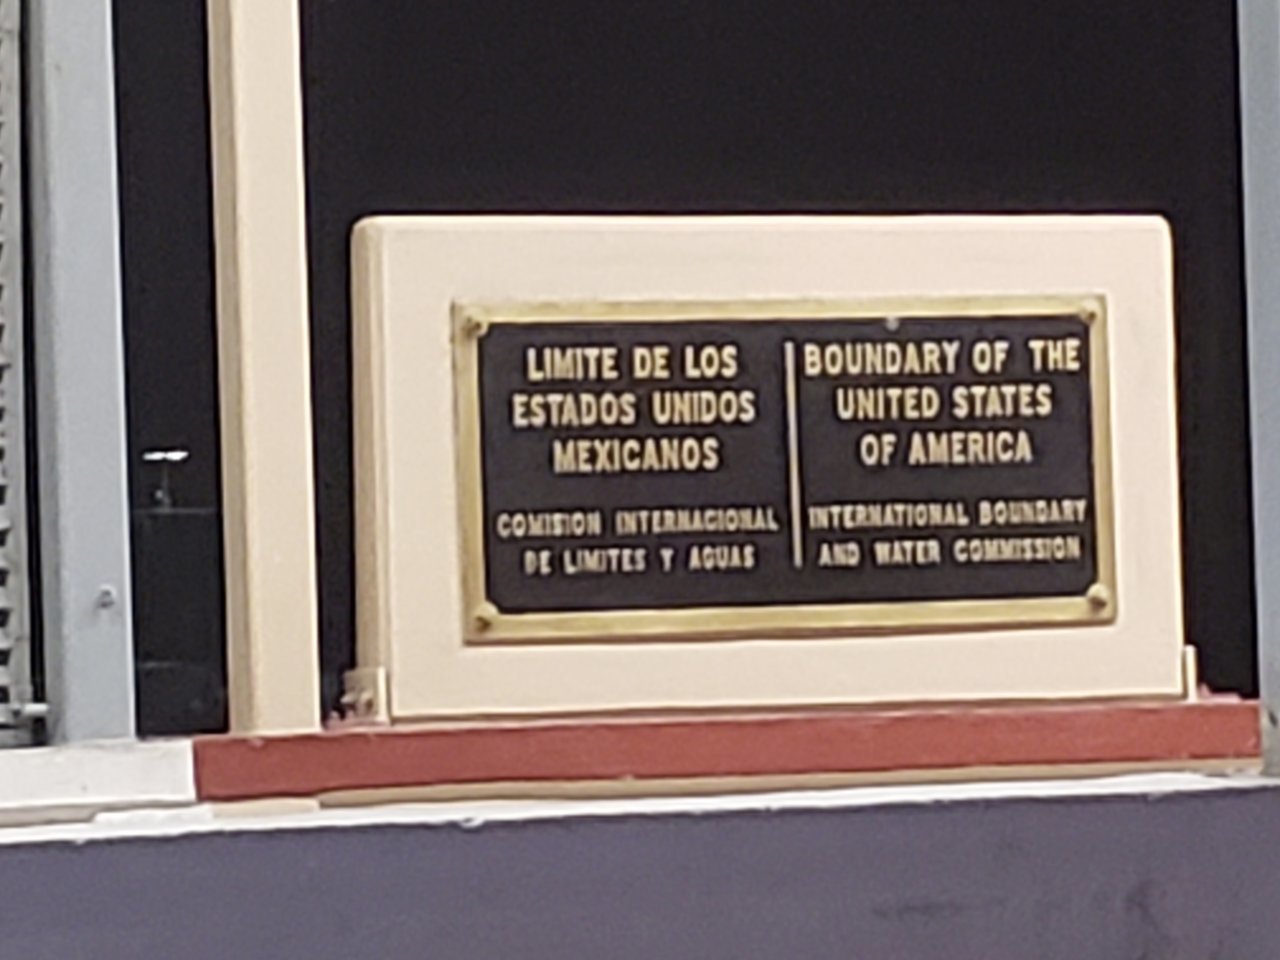 LIMITE DE LOS
ESTADOS UNIDOS
MEXICANOS
COMISION INTERNACIONAL
DE LIMITES Y AGUAS
BOUNDARY OF THE
UNITED STATES
OF AMERICA
INTERNATIONAL BOUNDARY
AND WATER COMMISSION